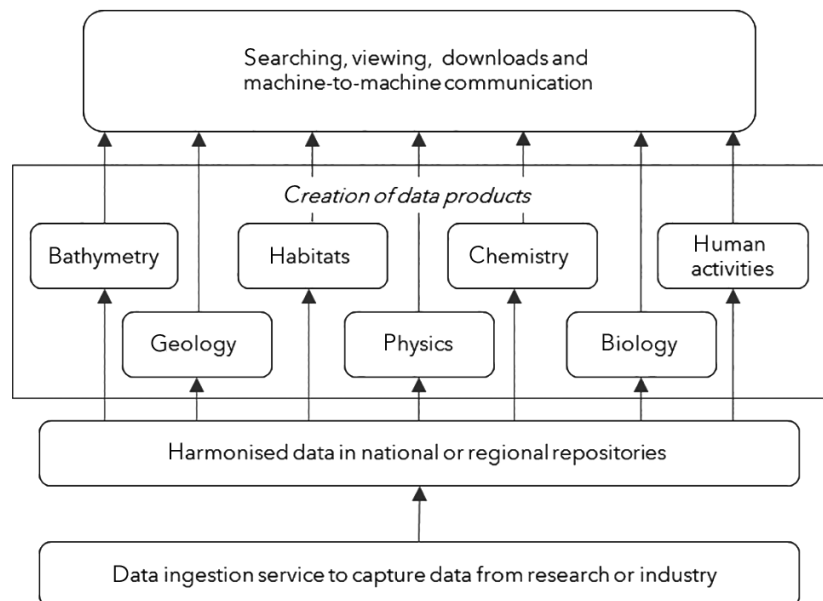 Searching, viewing, downloads and
machine-to-machine communication
Creation of data products
Bathymetry
Habitats
Chemistry
Human
activities
Geology
Physics
Biology
Harmonised data in national or regional repositories
Data ingestion service to capture data from research or industry